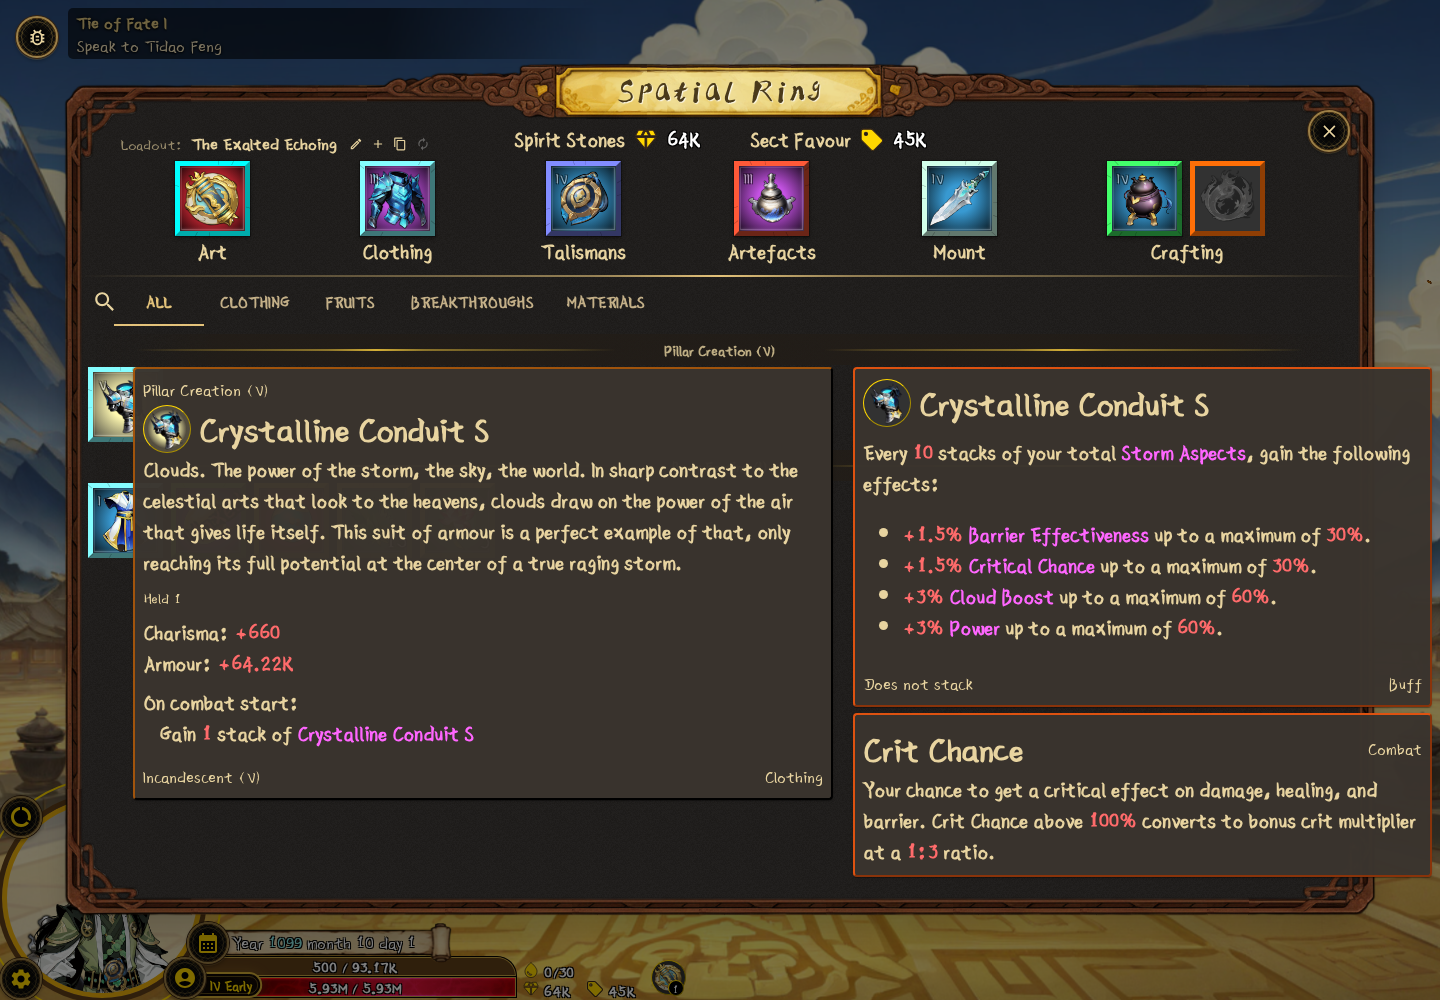 Tie of Fate I
Speak to Tidao Feng
Spatial Ring
Loadout: The Exalted Echoing
Spirit Stones 64K
Sect Favour 45K
III
IV
III
IV
IV
Art
Clothing
Talismans
Artefacts
Mount
Crafting
ALL
CLOTHING
FRUITS
BREAKTHROUGHS
MATERIALS
Pillar Creation (V)
I
Pillar Creation (V)
Crystalline Conduit S
Clouds. The power of the storm, the sky, the world. In sharp contrast to the
celestial arts that look to the heavens, clouds draw on the power of the air
that gives life itself. This suit of armour is a perfect example of that, only
reaching its full potential at the center of a true raging storm.
Held 1
Charisma: +660
Armour: +64.22K
On combat start:
Gain 1 stack of Crystalline Conduit S
Incandescent (V)
Clothing
Crystalline Conduit S
Every 10 stacks of your total Storm Aspects, gain the following
effects:
+1.5% Barrier Effectiveness up to a maximum of 30%.
+1.5% Critical Chance up to a maximum of 30%.
+3% Cloud Boost up to a maximum of 60%.
+3% Power up to a maximum of 60%.
Does not stack
Buff
Crit Chance
Combat
Your chance to get a critical effect on damage, healing, and
barrier. Crit Chance above 100% converts to bonus crit multiplier
at a 1:3 ratio.
Year 1099 month 10 day 1
500 / 93.17K
IV Early
5.93M / 5.93M
0/30
64K
45K